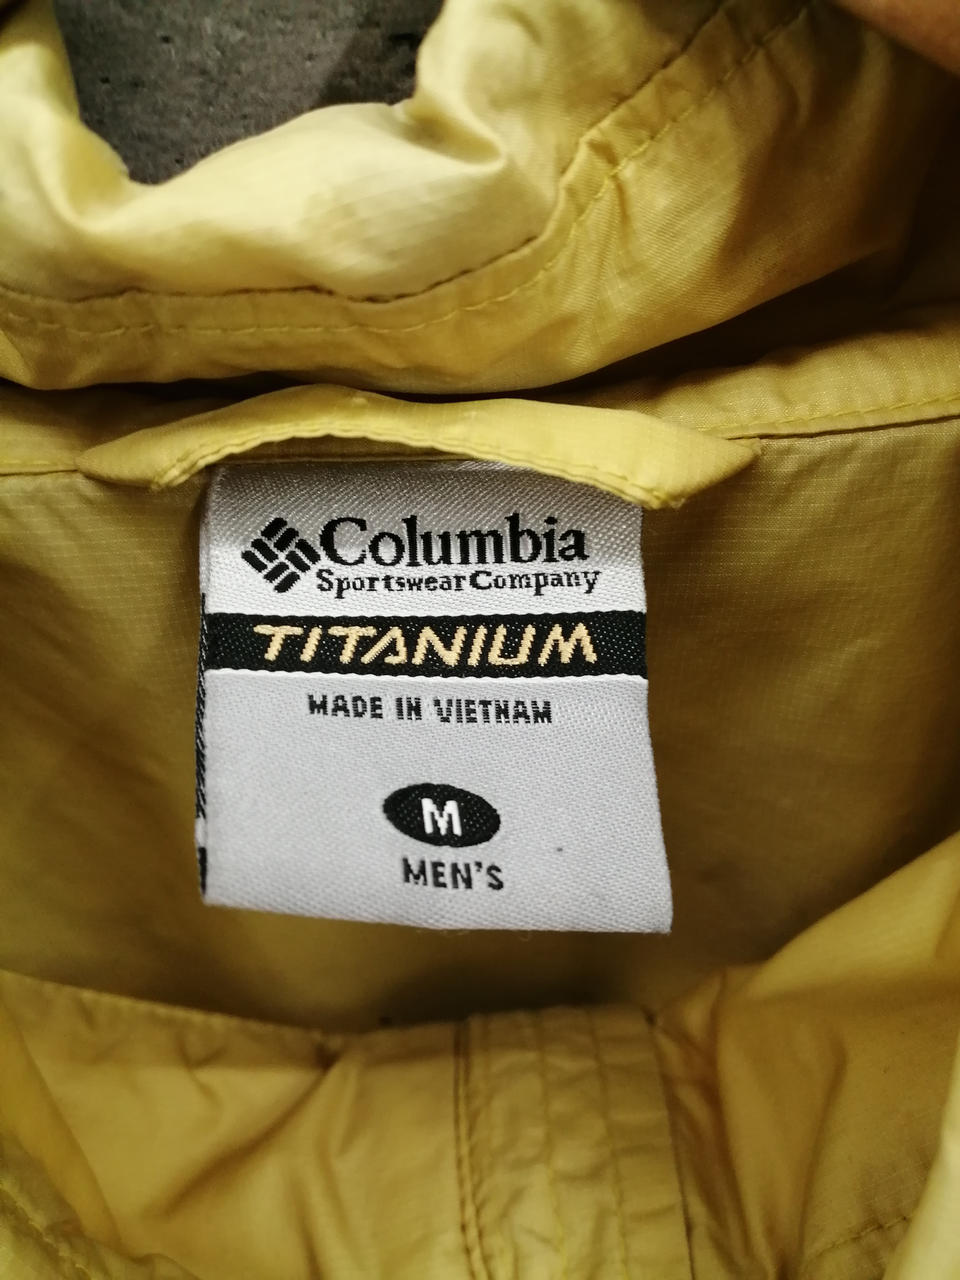 Columbia
Sportswear Company
TITANIUM
MADE IN VIETNAM
M
MEN'S